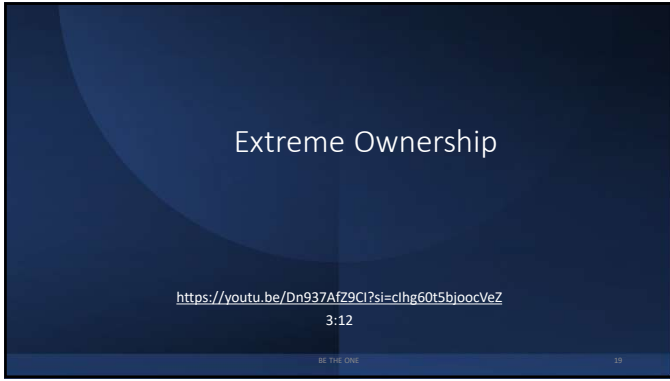 Extreme Ownership
https://youtu.be/Dn937AfZ9CI?si=cIhg60t5bjoocVeZ
3:12
BE THE ONE
19